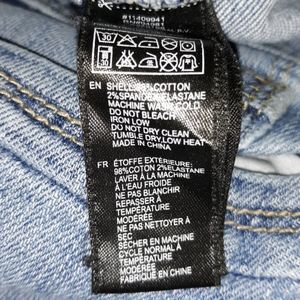 #11409941
30
EN SHELL: 98%COTTON
2%SPANDEX/ELASTANE
MACHINE WASH COLD
DO NOT BLEACH
IRON LOW
DO NOT DRY CLEAN
TUMBLE DRY,LOW HEAT
MADE IN CHINA
FR ÉTOFFE EXTÉRIEURE:
98%COTON 2%ELASTANE
LAVER À LA MACHINE
À L'EAU FROIDE
NE PAS BLANCHIR
REPASSER À
TEMPÉRATURE
MODÉRÉE
NE PAS NETTOYER À
SEC
SÉCHER EN MACHINE
CYCLE NORMAL À
TEMPÉRATURE
MODÉRÉE
FABRIQUÉ EN CHINE